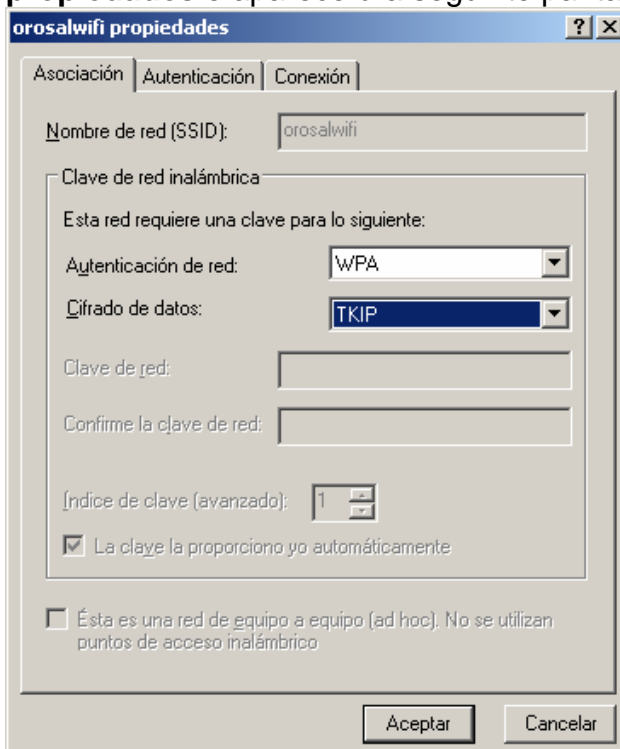 orosalwifi propiedades
Asociación Autenticación Conexión
Nombre de red (SSID): orosalwifi
Clave de red inalámbrica
Esta red requiere una clave para lo siguiente:
Autenticación de red: WPA
Cifrado de datos: TKIP
Clave de red:
Confirme la clave de red:
Índice de clave (avanzado): 1
La clave la proporciono yo automáticamente
Ésta es una red de equipo a equipo (ad hoc). No se utilizan
puntos de acceso inalámbrico
Aceptar Cancelar